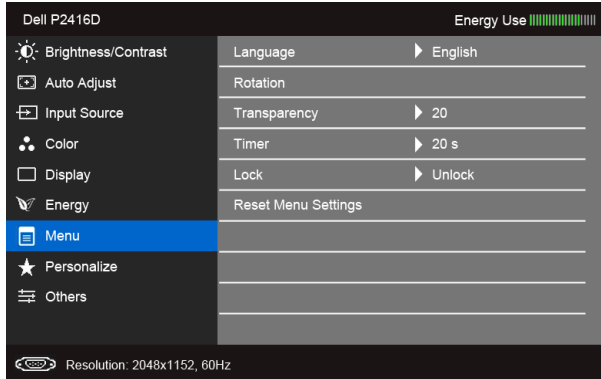 Dell P2416D Energy Use
Brightness/Contrast Language English
Auto Adjust Rotation
Input Source Transparency 20
Color Timer 20 s
Display Lock Unlock
Energy Reset Menu Settings
Menu
Personalize
Others
Resolution: 2048x1152, 60Hz